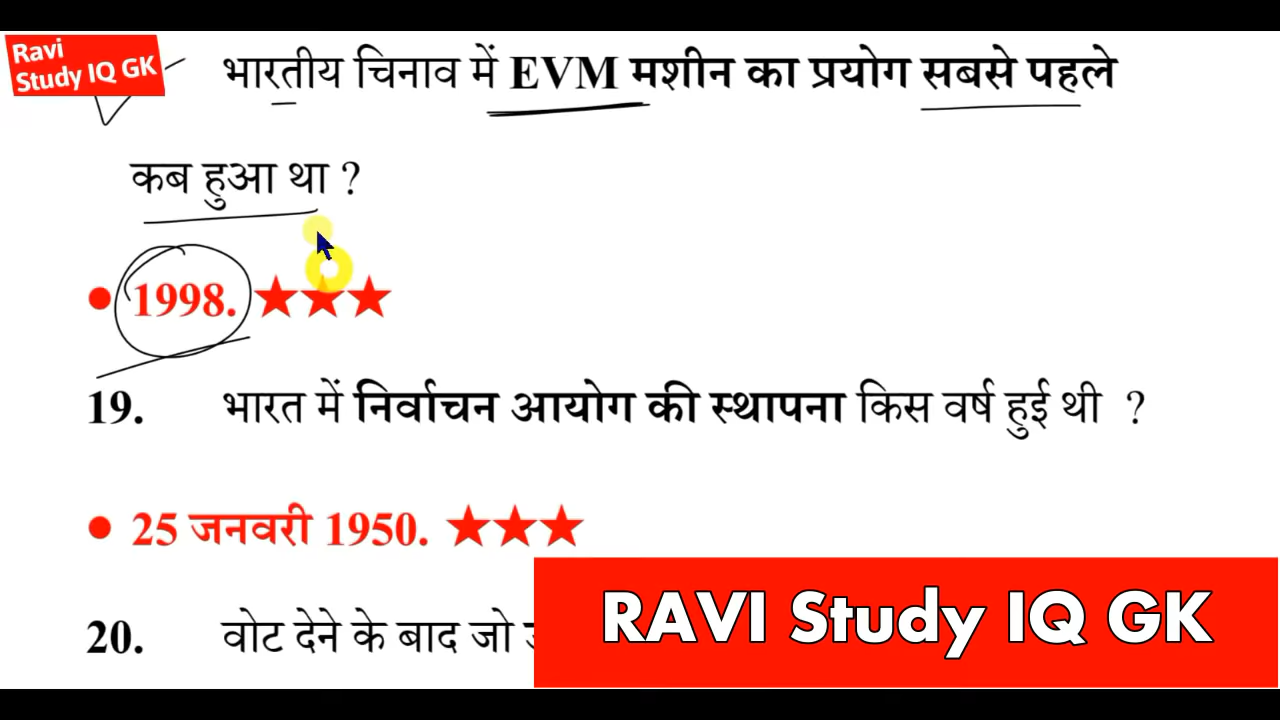 Ravi
Study IQ GK
भारतीय चिनाव में EVM मशीन का प्रयोग सबसे पहले
कब हुआ था ?
• 1998. ★★★
19. भारत में निर्वाचन आयोग की स्थापना किस वर्ष हुई थी ?
• 25 जनवरी 1950. ★★★
20. वोट देने के बाद जो
RAVI Study IQ GK